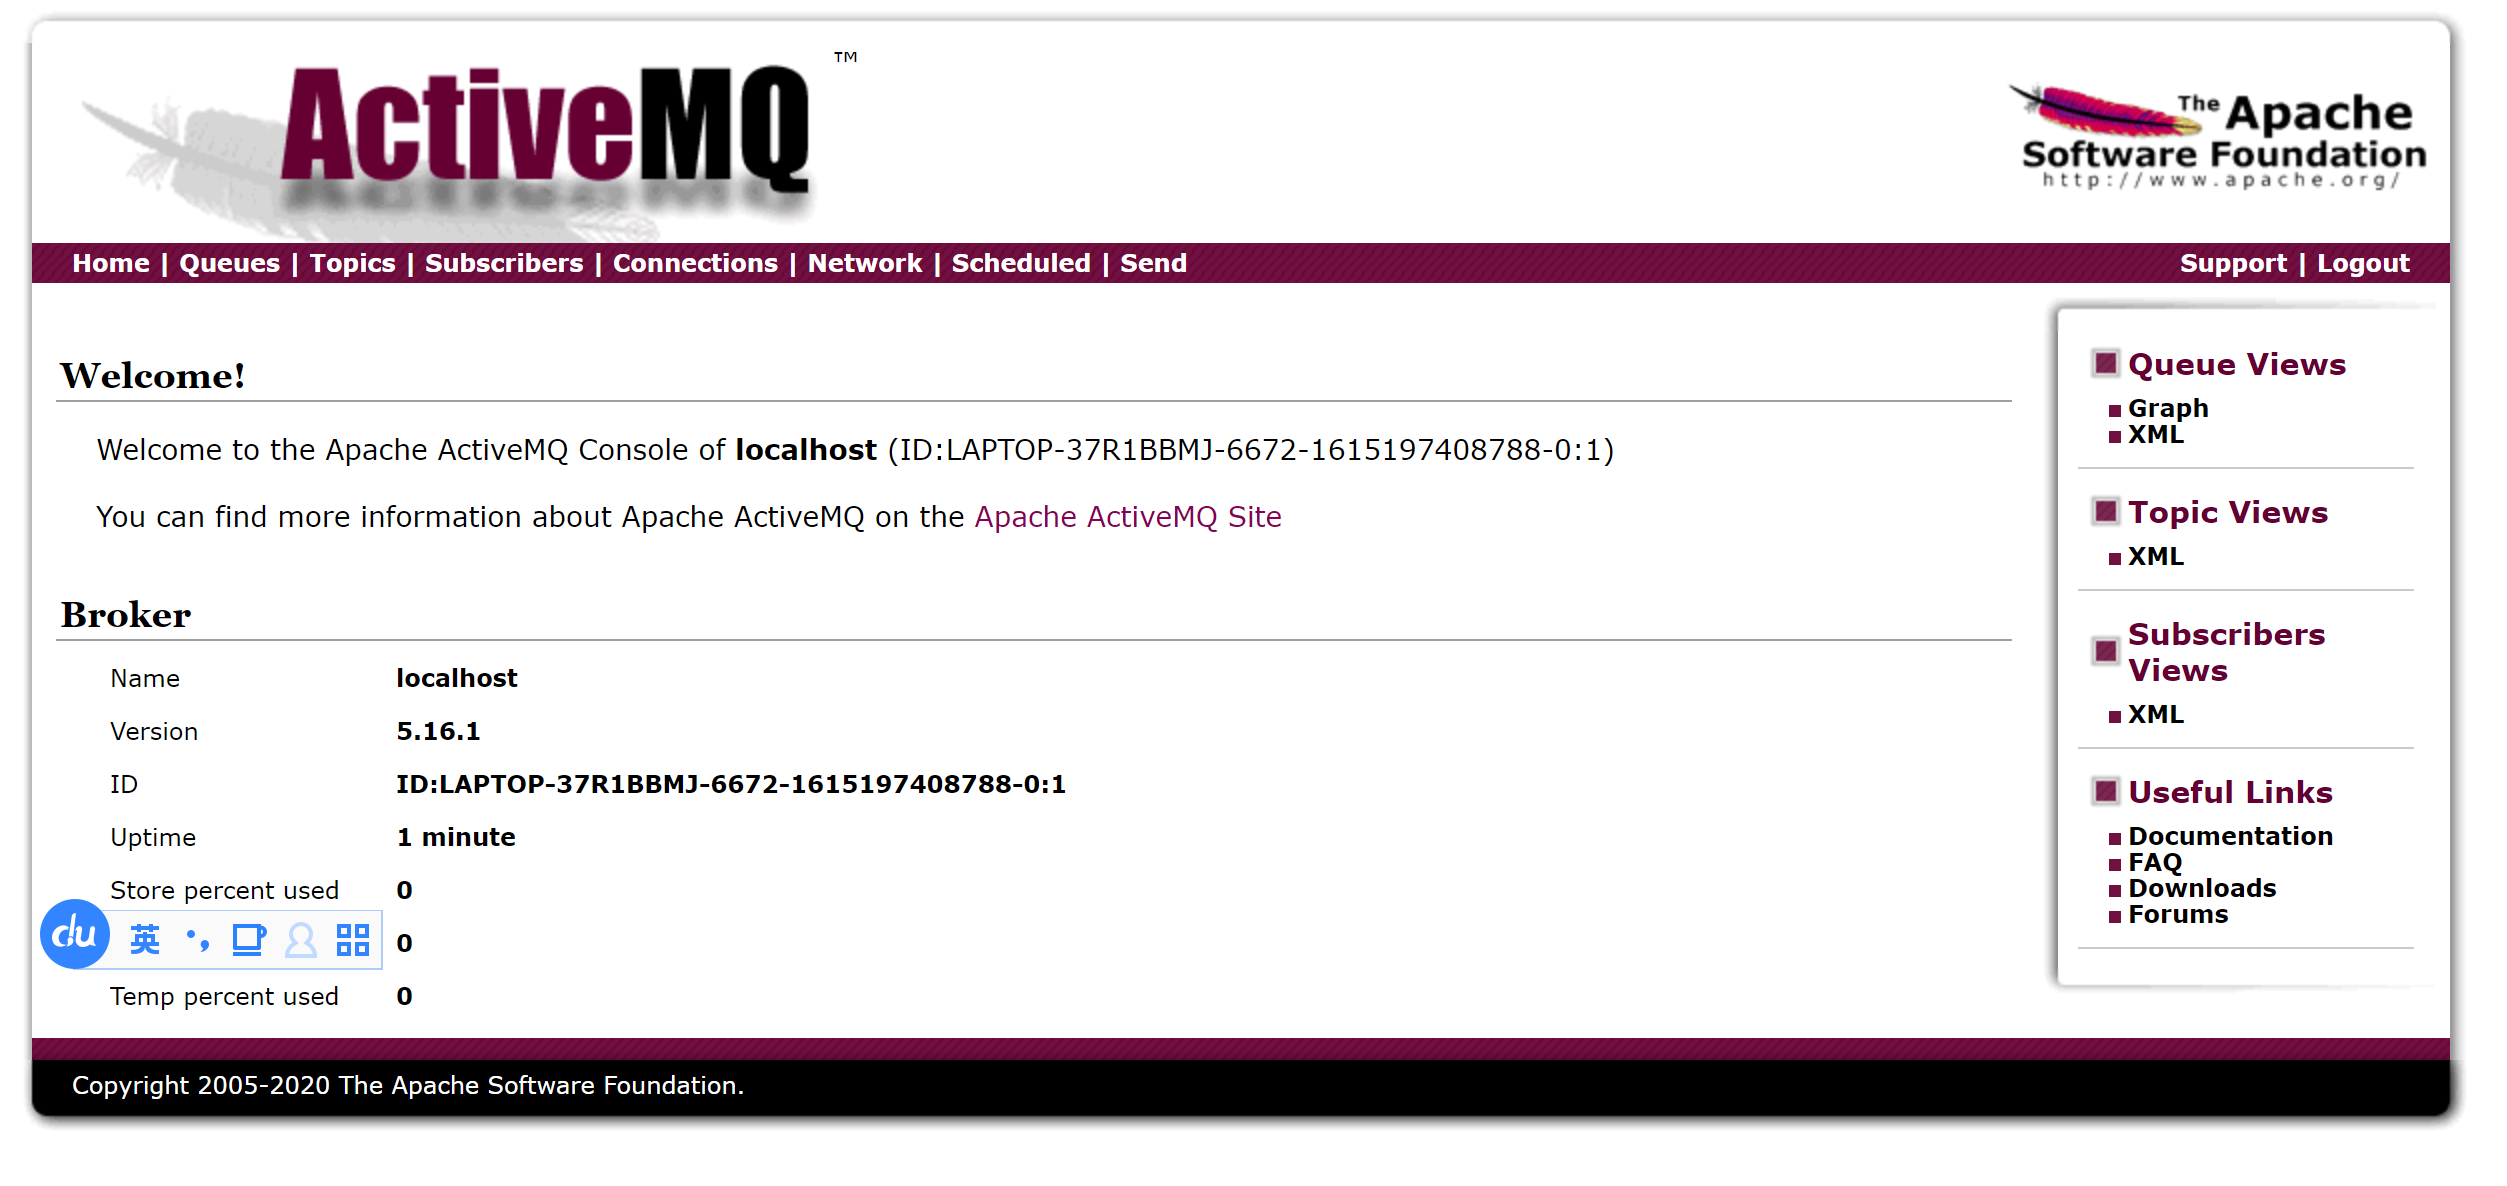 ActiveMQ ™
The Apache
Software Foundation
http://www.apache.org/
Home | Queues | Topics | Subscribers | Connections | Network | Scheduled | Send
Support | Logout
Welcome!
Welcome to the Apache ActiveMQ Console of localhost (ID:LAPTOP-37R1BBMJ-6672-1615197408788-0:1)
You can find more information about Apache ActiveMQ on the Apache ActiveMQ Site
Broker
Name localhost
Version 5.16.1
ID ID:LAPTOP-37R1BBMJ-6672-1615197408788-0:1
Uptime 1 minute
Store percent used 0
du 英 0
Temp percent used 0
Queue Views
Graph
XML
Topic Views
XML
Subscribers
Views
XML
Useful Links
Documentation
FAQ
Downloads
Forums
Copyright 2005-2020 The Apache Software Foundation.